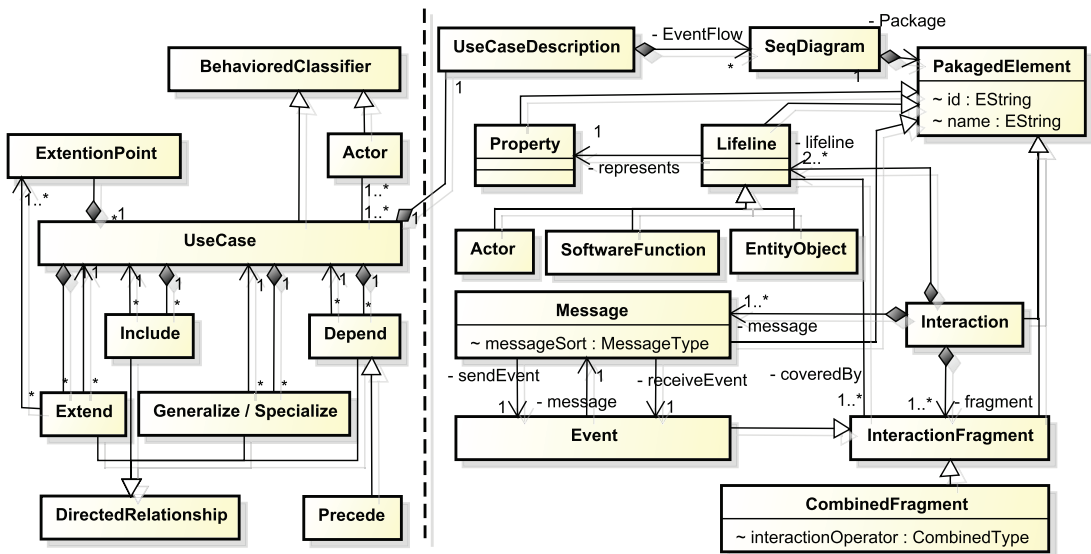 - Package
UseCaseDescription
- EventFlow
SeqDiagram
*
1
1
PakagedElement
~ id : EString
~ name : EString
BehavioredClassifier
ExtentionPoint
Actor
1..*
1..*
1..*
*1
1
UseCase
Property
1
- represents
Lifeline
- lifeline
2..*
Actor
SoftwareFunction
EntityObject
1
1
1
1
1
1
*
*
*
*
Include
Depend
*
*
*
*
*
Extend
Generalize / Specialize
DirectedRelationship
Precede
Message
~ messageSort : MessageType
1..*
- message
Interaction
- sendEvent
1
- message
1
- receiveEvent
1
- coveredBy
1..*
1..*
- fragment
Event
InteractionFragment
CombinedFragment
~ interactionOperator : CombinedType